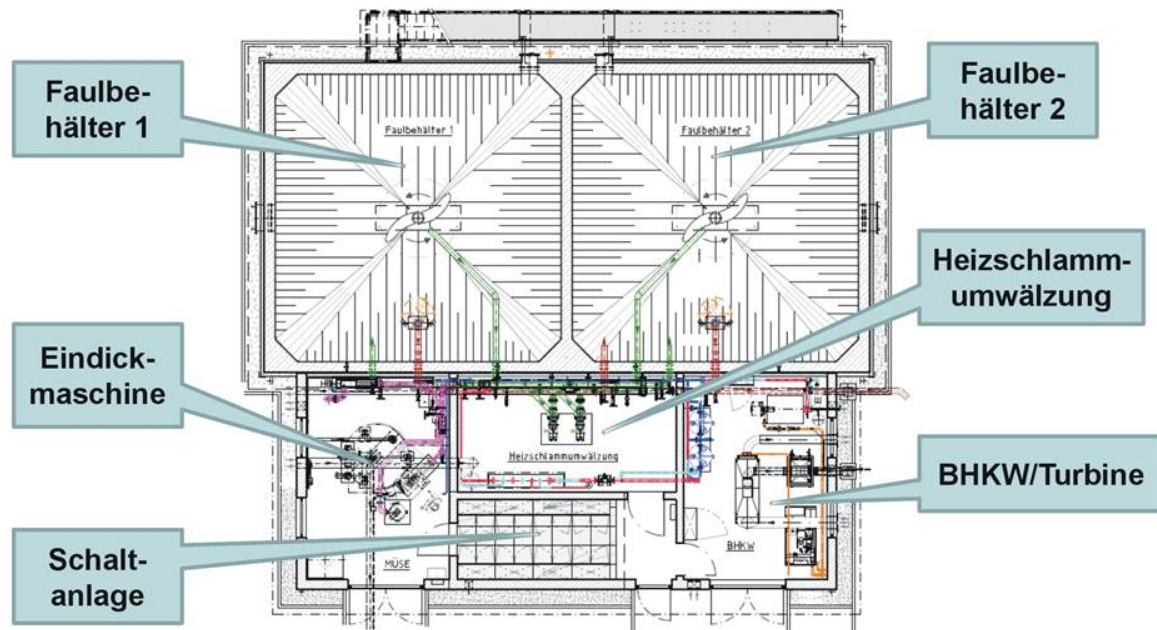 Faulbe-
hälter 1
Faulbe-
hälter 2
Faulbehälter 1
Faulbehälter 2
Heizschlamm-
umwälzung
Eindick-
maschine
Heizschlammumwälzung
BHKW/Turbine
Schalt-
anlage
MÜSE
BHKW